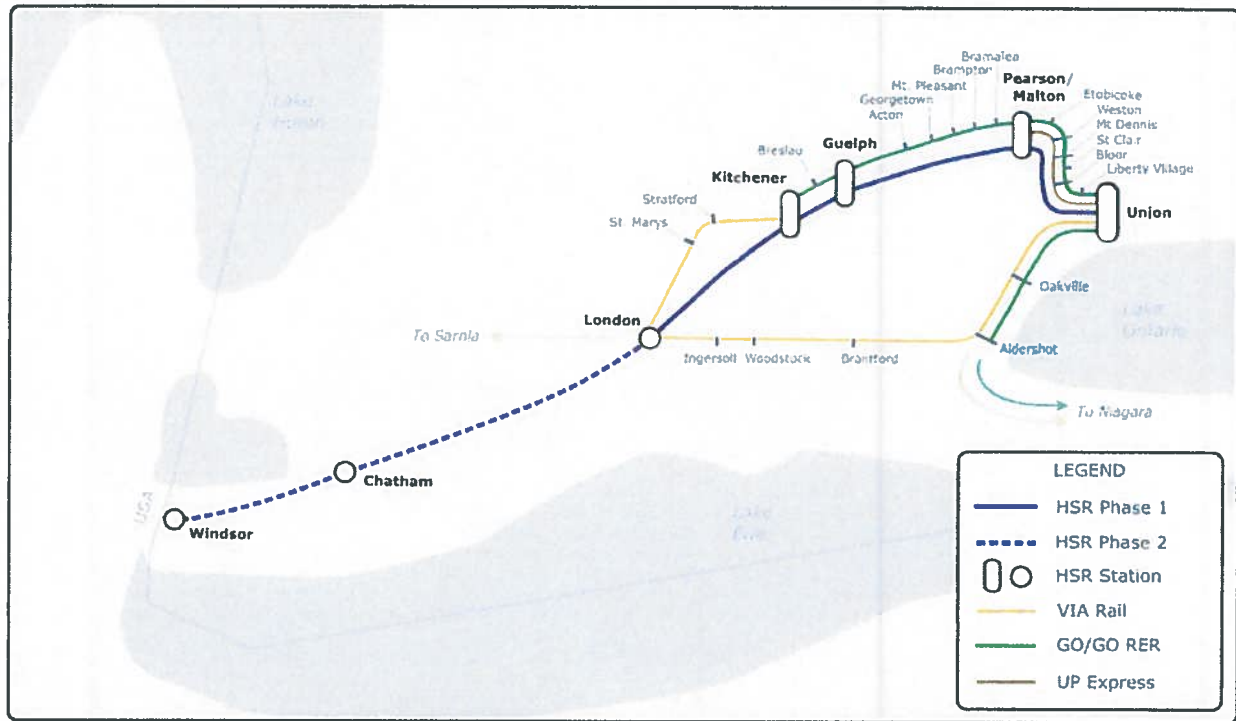 Lake
Huron
Bramalea
Brampton
Mt. Pleasant
Georgetown
Acton
Pearson/
Malton
Etobicoke
Weston
Mt Dennis
St Clair
Bloor
Liberty Village
Guelph
Breslau
Kitchener
Stratford
St. Marys
Union
Oakville
Lake
Ontario
London
To Sarnia
Ingersoll
Woodstock
Brantford
Aldershot
To Niagara
Chatham
USA
Windsor
Lake
Erie
LEGEND
HSR Phase 1
HSR Phase 2
HSR Station
VIA Rail
GO/GO RER
UP Express